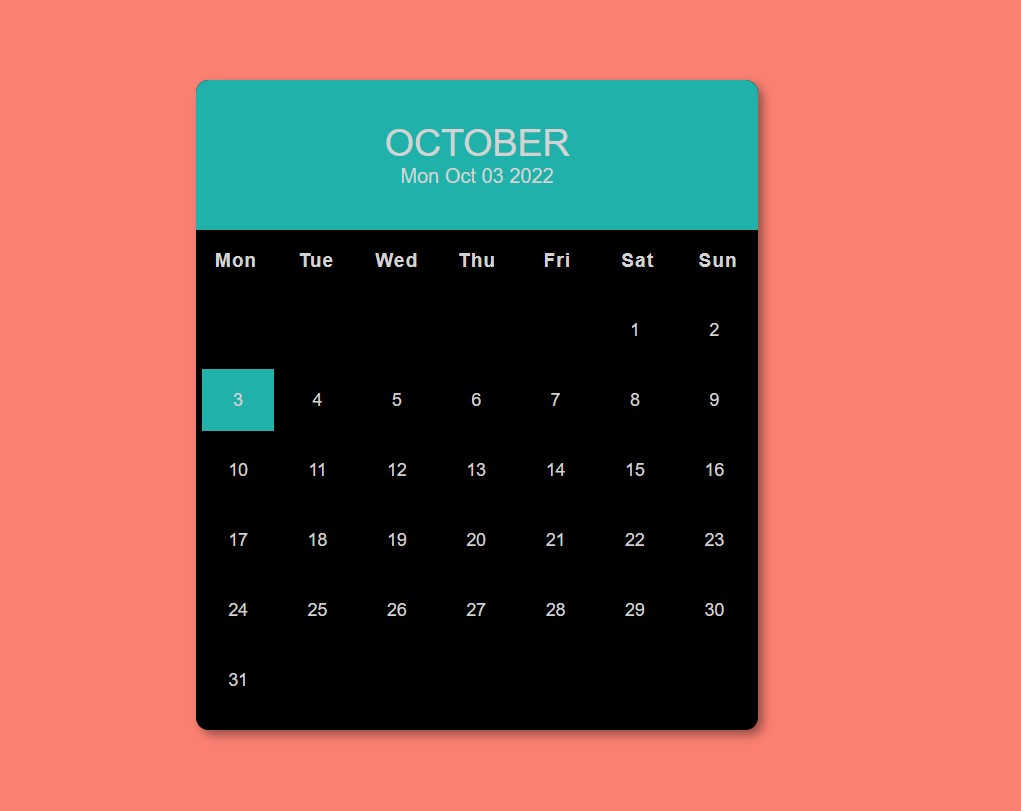 OCTOBER
Mon Oct 03 2022
Mon Tue Wed Thu Fri Sat Sun
1 2
3 4 5 6 7 8 9
10 11 12 13 14 15 16
17 18 19 20 21 22 23
24 25 26 27 28 29 30
31